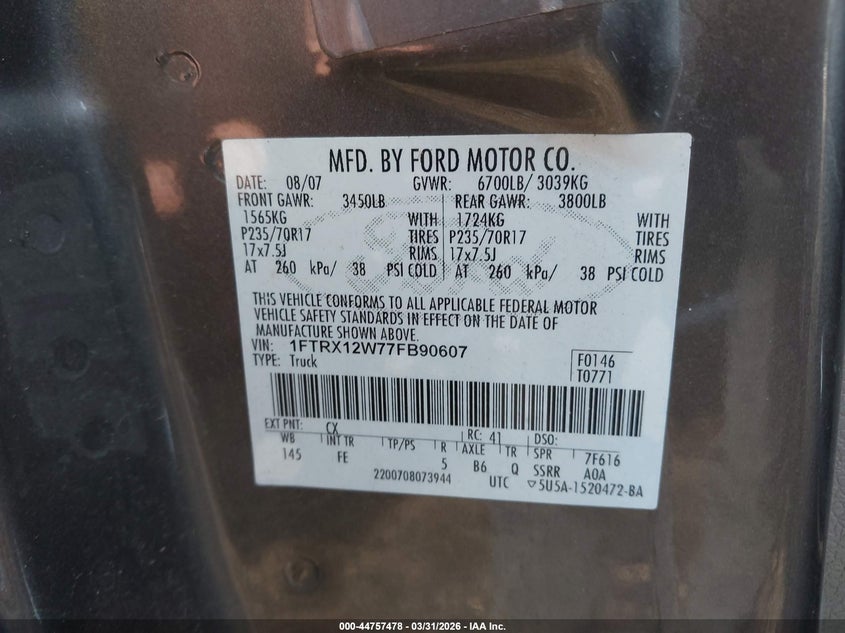 MFD. BY FORD MOTOR CO.
DATE: 08/07 GVWR: 6700LB/ 3039KG
FRONT GAWR: 3450LB REAR GAWR: 3800LB
1565KG WITH 1724KG WITH
P235/70R17 TIRES P235/70R17 TIRES
17x7.5J RIMS 17x7.5J RIMS
AT 260 kPa/ 38 PSI COLD AT 260 kPa/ 38 PSI COLD
Ford
THIS VEHICLE CONFORMS TO ALL APPLICABLE FEDERAL MOTOR
VEHICLE SAFETY STANDARDS IN EFFECT ON THE DATE OF
MANUFACTURE SHOWN ABOVE.
VIN: 1FTRX12W77FB90607 F0146
TYPE: Truck T0771
EXT PNT: CX RC: 41 DSO:
WB INT TR TP/PS R AXLE TR SPR 7F616
145 FE 5 B6 Q SSRR A0A
2200708073944 UTC ▽5U5A-1520472-BA
000-44757478 - 03/31/2026 - IAA Inc.